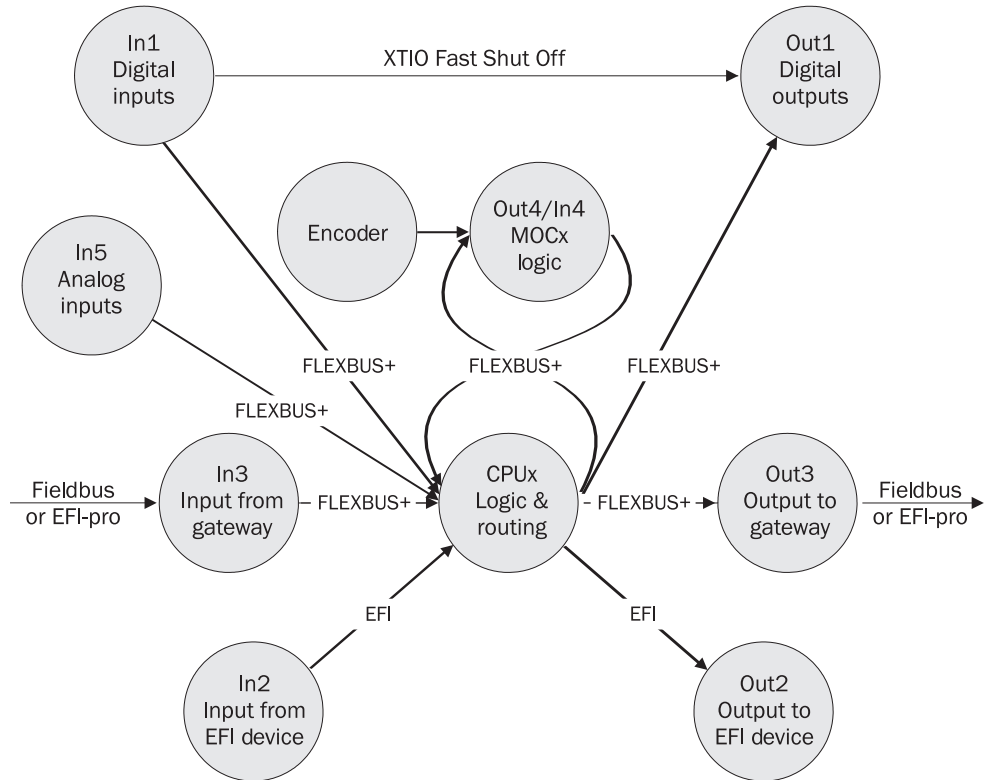 In1
Digital
inputs
XTIO Fast Shut Off
Out1
Digital
outputs
Encoder
Out4/In4
MOCx
logic
In5
Analog
inputs
FLEXBUS+
FLEXBUS+
FLEXBUS+
FLEXBUS+
Fieldbus
or EFI-pro
In3
Input from
gateway
FLEXBUS+
CPUx
Logic &
routing
FLEXBUS+
Out3
Output to
gateway
Fieldbus
or EFI-pro
EFI
EFI
In2
Input from
EFI device
Out2
Output to
EFI device